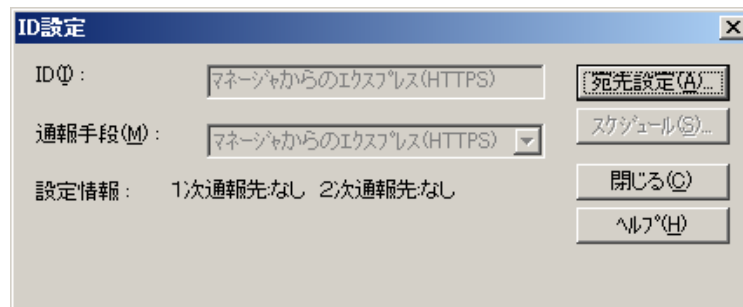 ID設定
ID(I) :
ﾏﾈｰｼﾞｬからのｴｸｽﾌﾟﾚｽ(HTTPS)
宛先設定(A)...
通報手段(M) :
ﾏﾈｰｼﾞｬからのｴｸｽﾌﾟﾚｽ(HTTPS)
ｽｹｼﾞｭｰﾙ(S)...
設定情報 :
1次通報先:なし 2次通報先:なし
閉じる(C)
ﾍﾙﾌﾟ(H)